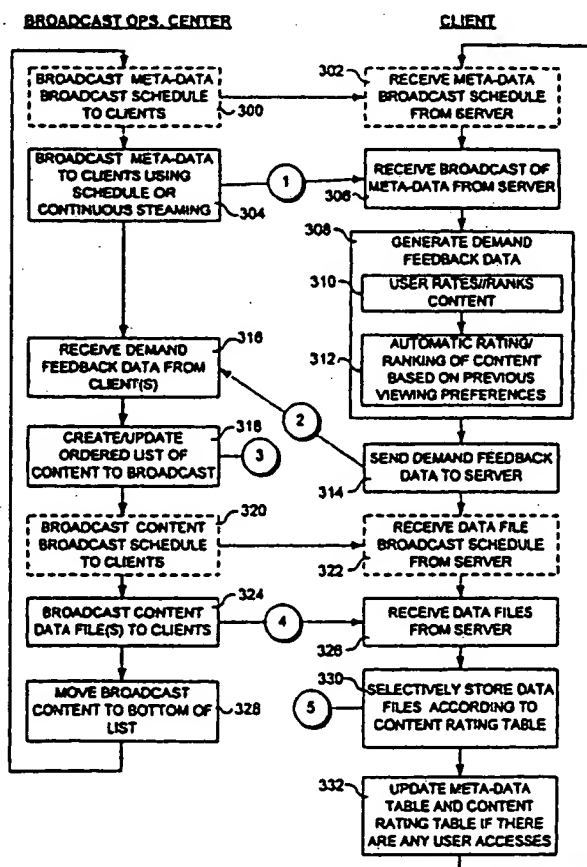 BROADCAST OPS. CENTER
CLIENT
BROADCAST META-DATA
BROADCAST SCHEDULE
TO CLIENTS
300
302
RECEIVE META-DATA
BROADCAST SCHEDULE
FROM SERVER
BROADCAST META-DATA
TO CLIENTS USING
SCHEDULE OR
CONTINUOUS STEAMING
304
1
RECEIVE BROADCAST OF
META-DATA FROM SERVER
306
308
GENERATE DEMAND
FEEDBACK DATA
310
USER RATES//RANKS
CONTENT
312
AUTOMATIC RATING/
RANKING OF CONTENT
BASED ON PREVIOUS
VIEWING PREFERENCES
316
RECEIVE DEMAND
FEEDBACK DATA FROM
CLIENT(S)
2
318
CREATE/UPDATE
ORDERED LIST OF
CONTENT TO BROADCAST
3
SEND DEMAND FEEDBACK
DATA TO SERVER
314
320
BROADCAST CONTENT
BROADCAST SCHEDULE
TO CLIENTS
RECEIVE DATA FILE
BROADCAST SCHEDULE
FROM SERVER
322
324
BROADCAST CONTENT
DATA FILE(S) TO CLIENTS
4
RECEIVE DATA FILES
FROM SERVER
326
MOVE BROADCAST
CONTENT TO BOTTOM OF
LIST
328
330
SELECTIVELY STORE DATA
FILES ACCORDING TO
CONTENT RATING TABLE
5
332
UPDATE META-DATA
TABLE AND CONTENT
RATING TABLE IF THERE
ARE ANY USER ACCESSES